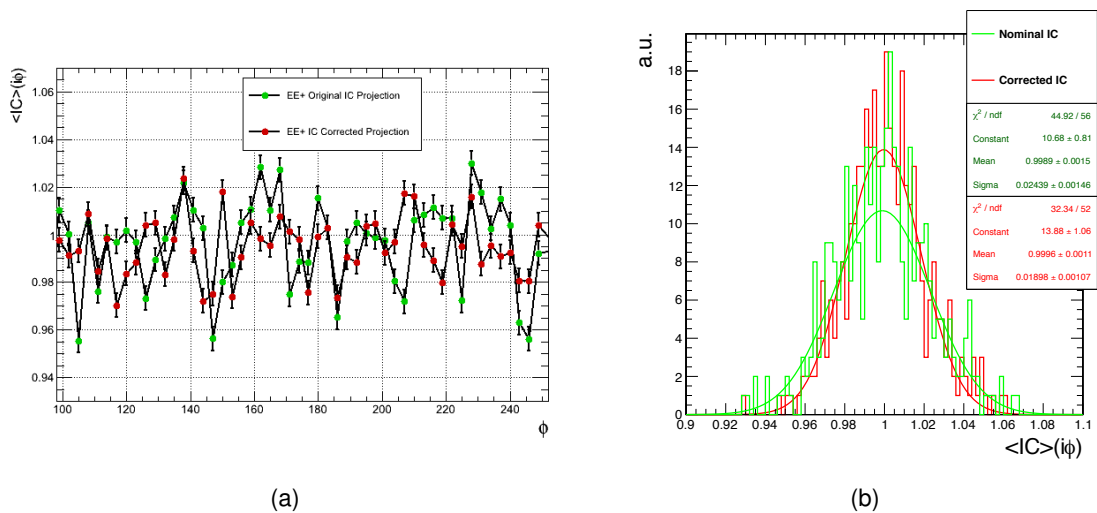 <IC>(iϕ)
1.06
1.04
1.02
1
0.98
0.96
0.94
EE+ Original IC Projection
EE+ IC Corrected Projection
100 120 140 160 180 200 220 240
ϕ
(a)
a.u.
18
16
14
12
10
8
6
4
2
0
Nominal IC
Corrected IC
χ² / ndf 44.92 / 56
Constant 10.68 ± 0.81
Mean 0.9989 ± 0.0015
Sigma 0.02439 ± 0.00146
χ² / ndf 32.34 / 52
Constant 13.88 ± 1.06
Mean 0.9996 ± 0.0011
Sigma 0.01898 ± 0.00107
0.9 0.92 0.94 0.96 0.98 1 1.02 1.04 1.06 1.08 1.1
<IC>(iϕ)
(b)